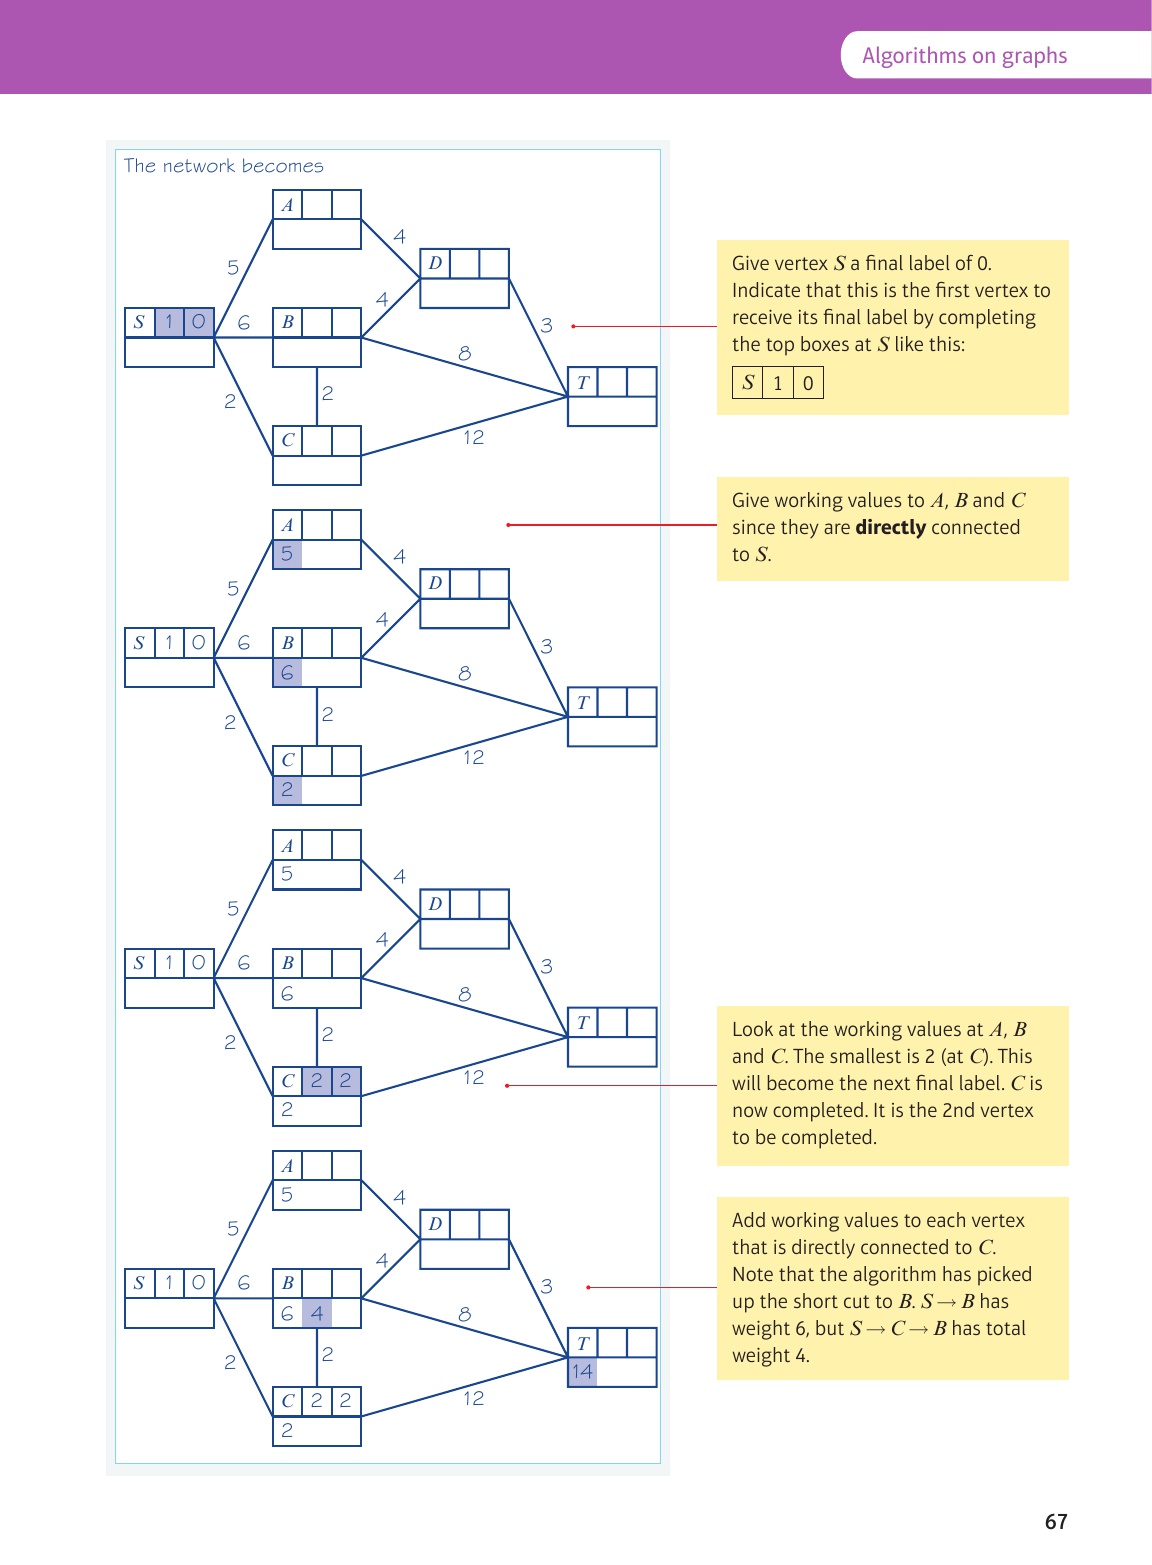 Algorithms on graphs
The network becomes
A
4
D
5
4
S 1 0
6
B
3
8
T
2
2
C
12
Give vertex S a final label of 0.
Indicate that this is the first vertex to
receive its final label by completing
the top boxes at S like this:
S 1 0
A
5
4
D
5
4
S 1 0
6
B
6
3
8
T
2
2
C
2
12
Give working values to A, B and C
since they are directly connected
to S.
A
5
4
D
5
4
S 1 0
6
B
6
3
8
T
2
2
C 2 2
2
12
Look at the working values at A, B
and C. The smallest is 2 (at C). This
will become the next final label. C is
now completed. It is the 2nd vertex
to be completed.
A
5
4
D
5
4
S 1 0
6
B
6 4
3
8
T
14
2
2
C 2 2
2
12
Add working values to each vertex
that is directly connected to C.
Note that the algorithm has picked
up the short cut to B. S → B has
weight 6, but S → C → B has total
weight 4.
67